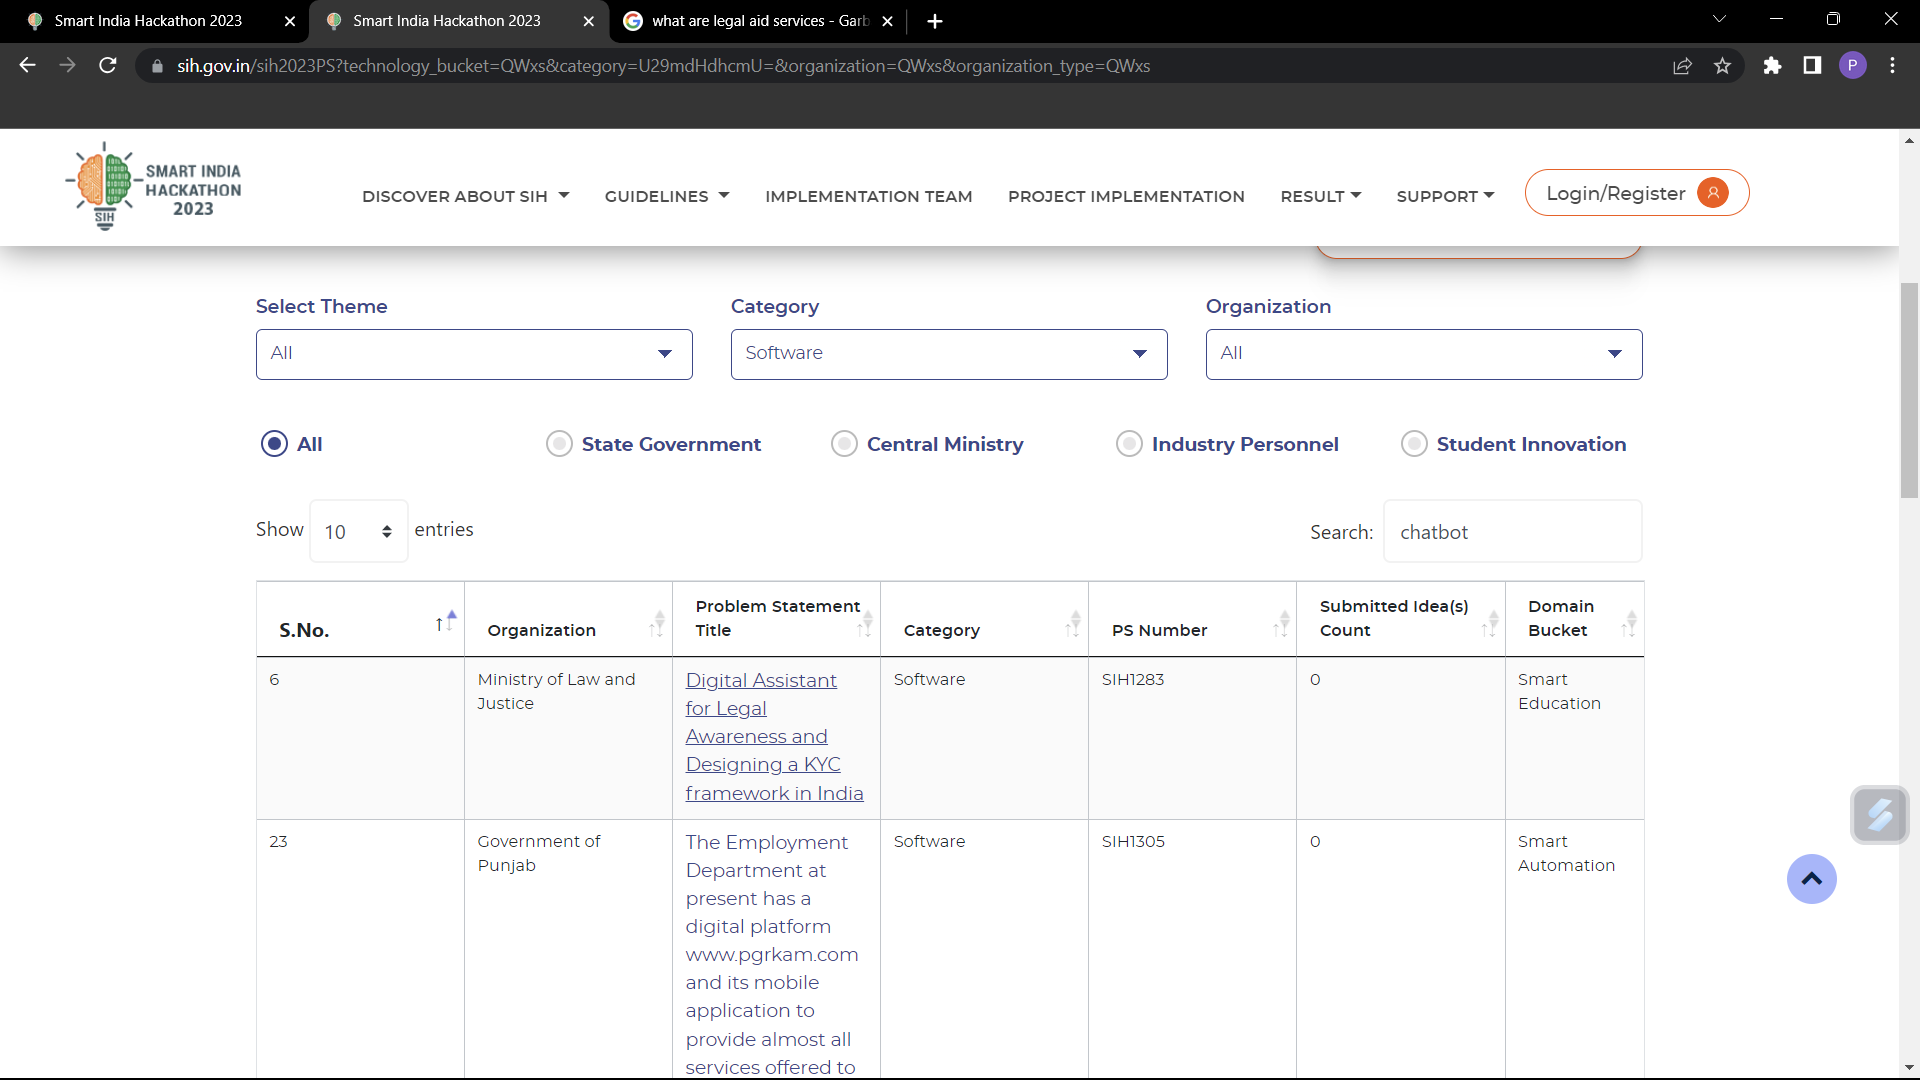 Smart India Hackathon 2023
Smart India Hackathon 2023
what are legal aid services - Garb
sih.gov.in/sih2023PS?technology_bucket=QWxs&category=U29mdHdhcmU=&organization=QWxs&organization_type=QWxs
P
SMART INDIA
HACKATHON
2023
SIH
DISCOVER ABOUT SIH
GUIDELINES
IMPLEMENTATION TEAM
PROJECT IMPLEMENTATION
RESULT
SUPPORT
Login/Register
Select Theme
Category
Organization
All
Software
All
All
State Government
Central Ministry
Industry Personnel
Student Innovation
Show 10 entries
Search: chatbot
S.No.
Organization
Problem Statement
Title
Category
PS Number
Submitted Idea(s)
Count
Domain
Bucket
6
Ministry of Law and
Justice
Digital Assistant
for Legal
Awareness and
Designing a KYC
framework in India
Software
SIH1283
0
Smart
Education
23
Government of
Punjab
The Employment
Department at
present has a
digital platform
www.pgrkam.com
and its mobile
application to
provide almost all
services offered to
Software
SIH1305
0
Smart
Automation